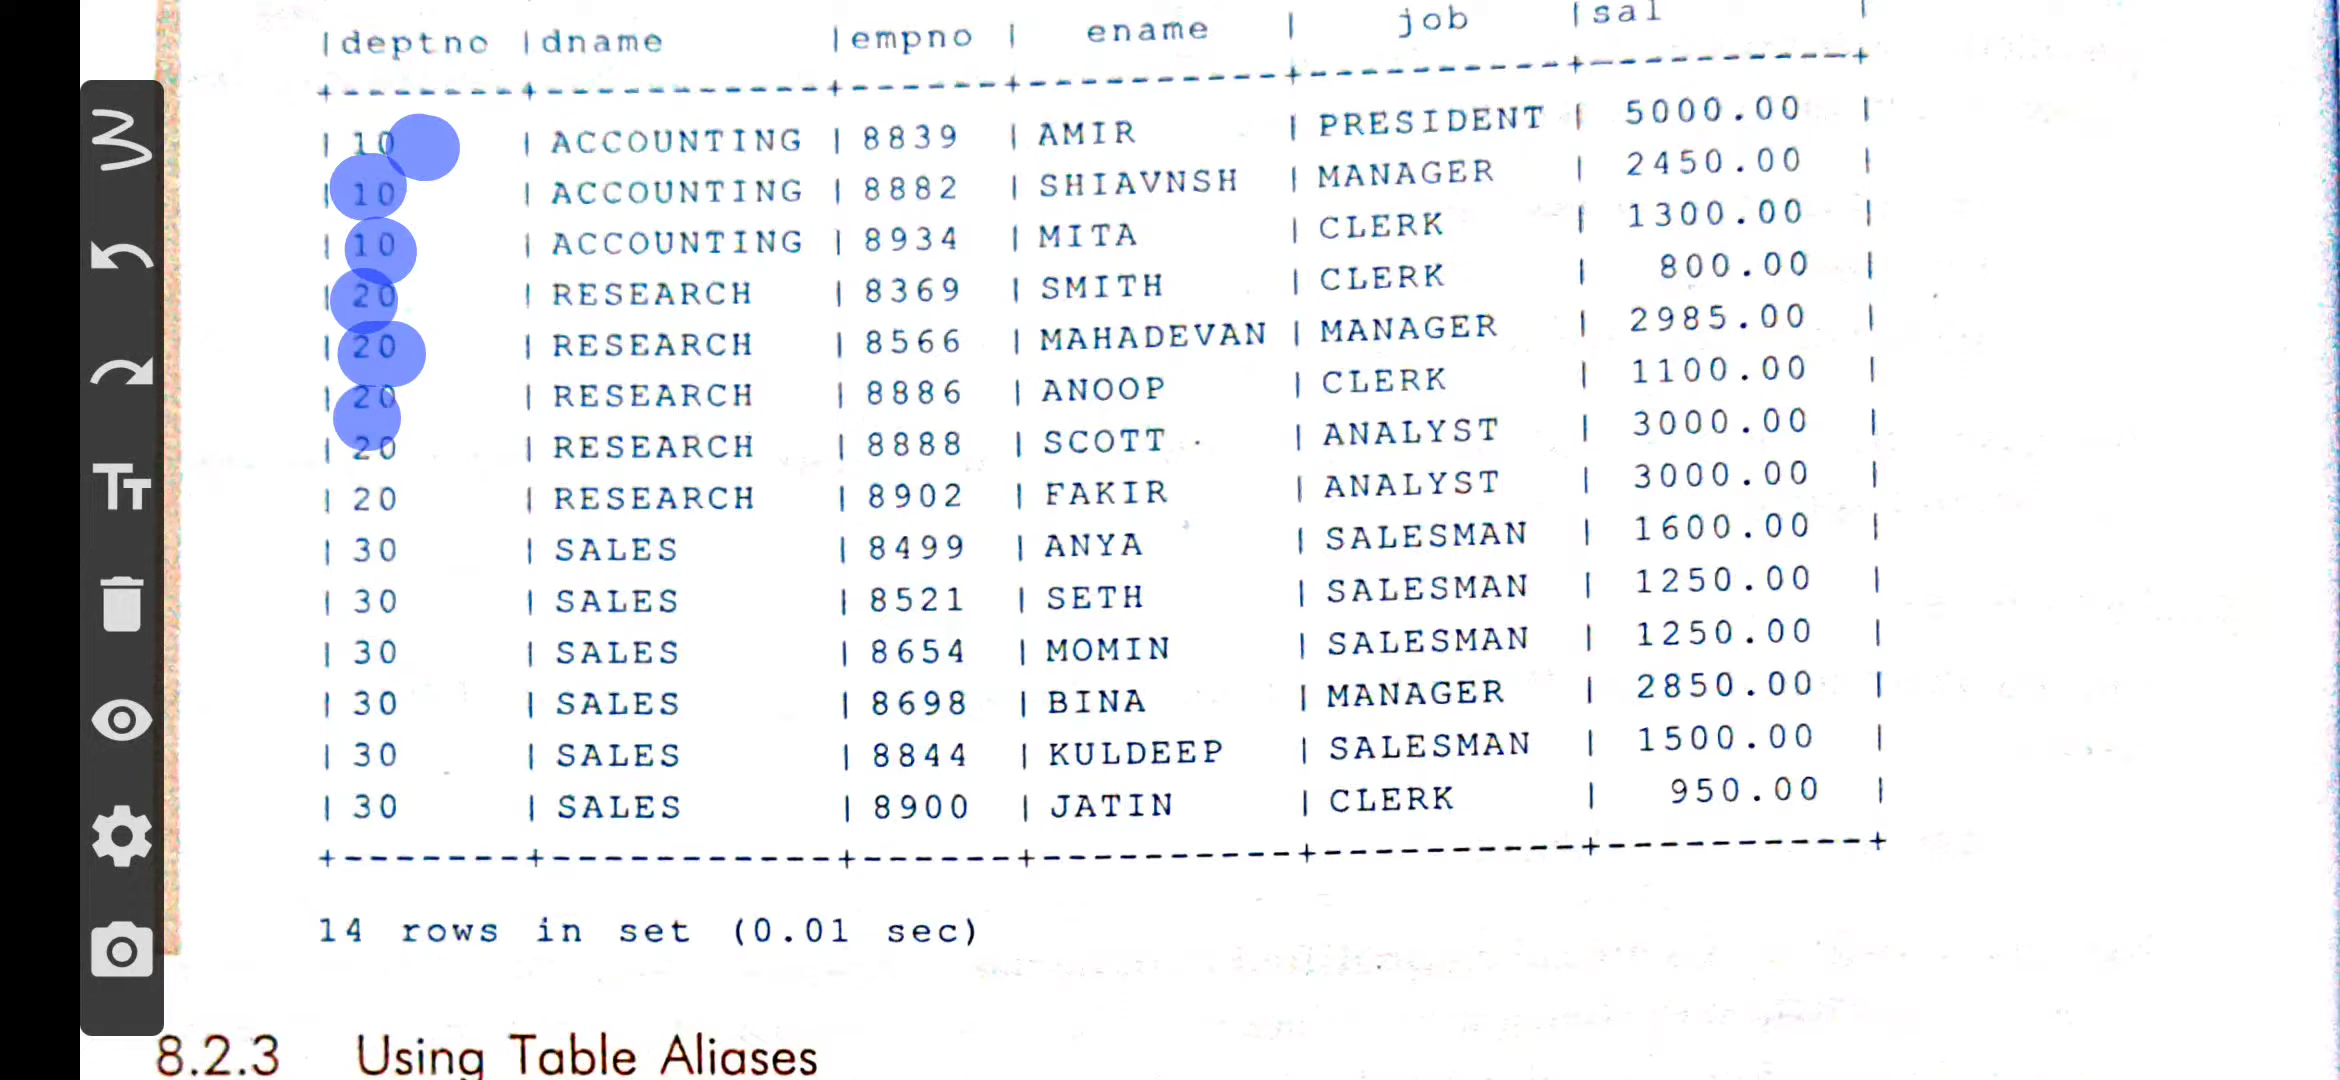 |deptno |dname |empno | ename | job |sal |
+-------+------------+------+----------+----------+----------+
| 10 | ACCOUNTING | 8839 | AMIR | PRESIDENT | 5000.00 |
| 10 | ACCOUNTING | 8882 | SHIAVNSH | MANAGER | 2450.00 |
| 10 | ACCOUNTING | 8934 | MITA | CLERK | 1300.00 |
| 20 | RESEARCH | 8369 | SMITH | CLERK | 800.00 |
| 20 | RESEARCH | 8566 | MAHADEVAN | MANAGER | 2985.00 |
| 20 | RESEARCH | 8886 | ANOOP | CLERK | 1100.00 |
| 20 | RESEARCH | 8888 | SCOTT | ANALYST | 3000.00 |
| 20 | RESEARCH | 8902 | FAKIR | ANALYST | 3000.00 |
| 30 | SALES | 8499 | ANYA | SALESMAN | 1600.00 |
| 30 | SALES | 8521 | SETH | SALESMAN | 1250.00 |
| 30 | SALES | 8654 | MOMIN | SALESMAN | 1250.00 |
| 30 | SALES | 8698 | BINA | MANAGER | 2850.00 |
| 30 | SALES | 8844 | KULDEEP | SALESMAN | 1500.00 |
| 30 | SALES | 8900 | JATIN | CLERK | 950.00 |
+-------+------------+------+----------+----------+----------+
14 rows in set (0.01 sec)
8.2.3 Using Table Aliases